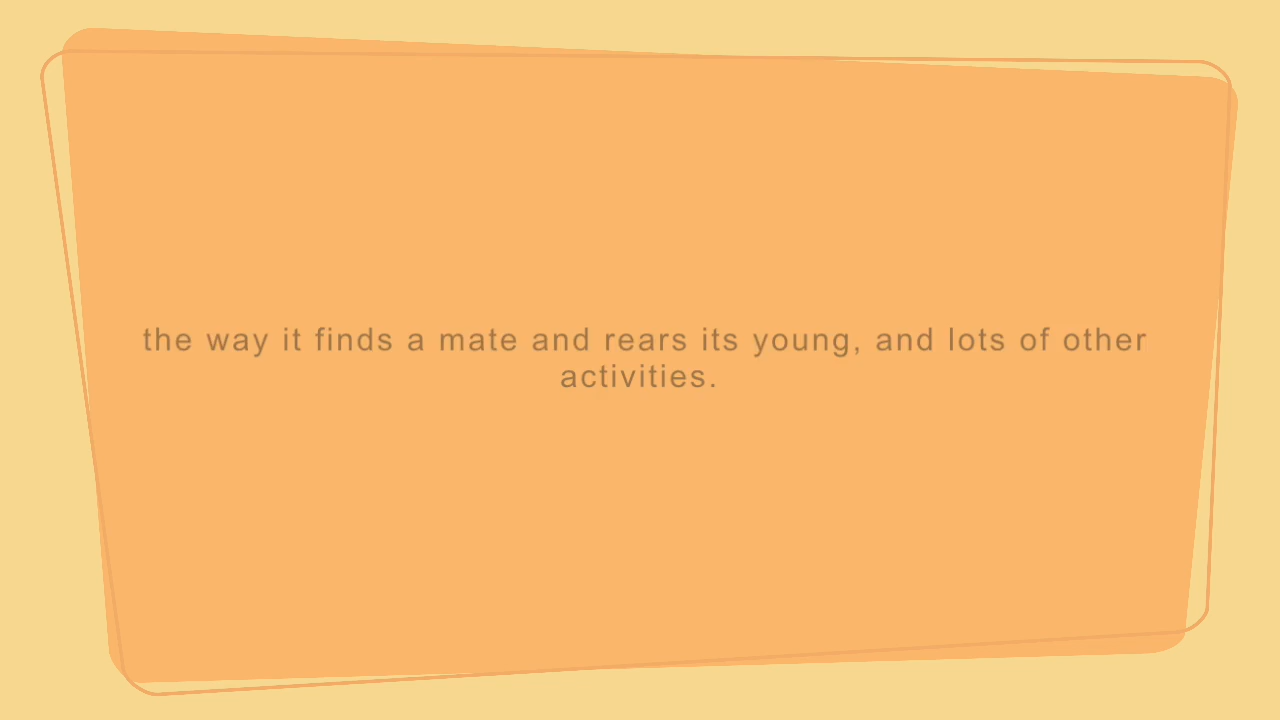 the way it finds a mate and rears its young, and lots of other
activities.